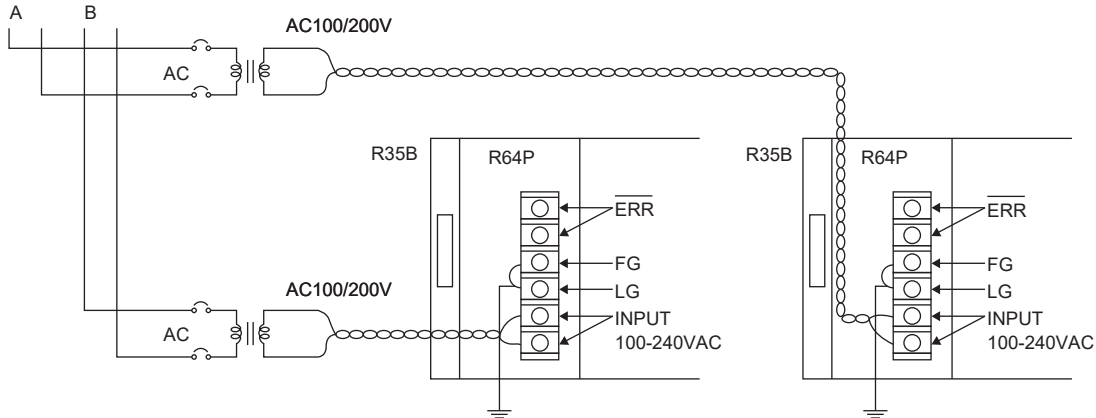 A
B
AC100/200V
AC
R35B
R64P
ERR
FG
LG
INPUT
100-240VAC
R35B
R64P
ERR
FG
LG
INPUT
100-240VAC
AC100/200V
AC